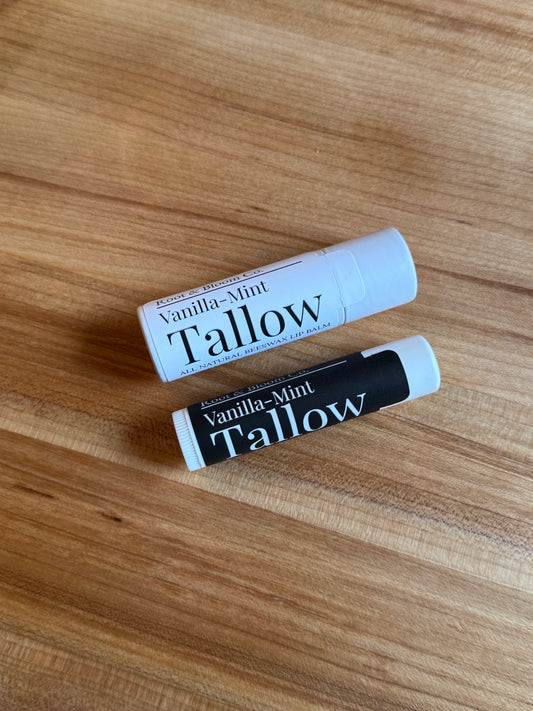 Root & Bloom Co.
Vanilla-Mint
Tallow
ALL NATURAL BEESWAX LIP BALM
Root & Bloom Co.
Vanilla-Mint
Tallow